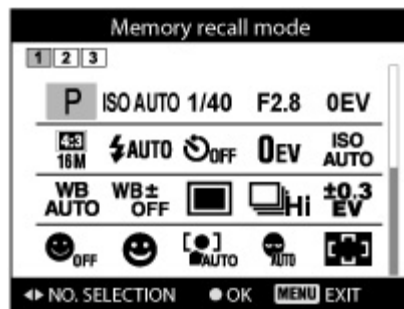 Memory recall mode
1 2 3
P ISO AUTO 1/40 F2.8 0EV
4:3 16M AUTO OFF 0EV ISO AUTO
WB AUTO WB± OFF Hi ±0.3 EV
OFF AUTO AUTO
NO. SELECTION OK MENU EXIT